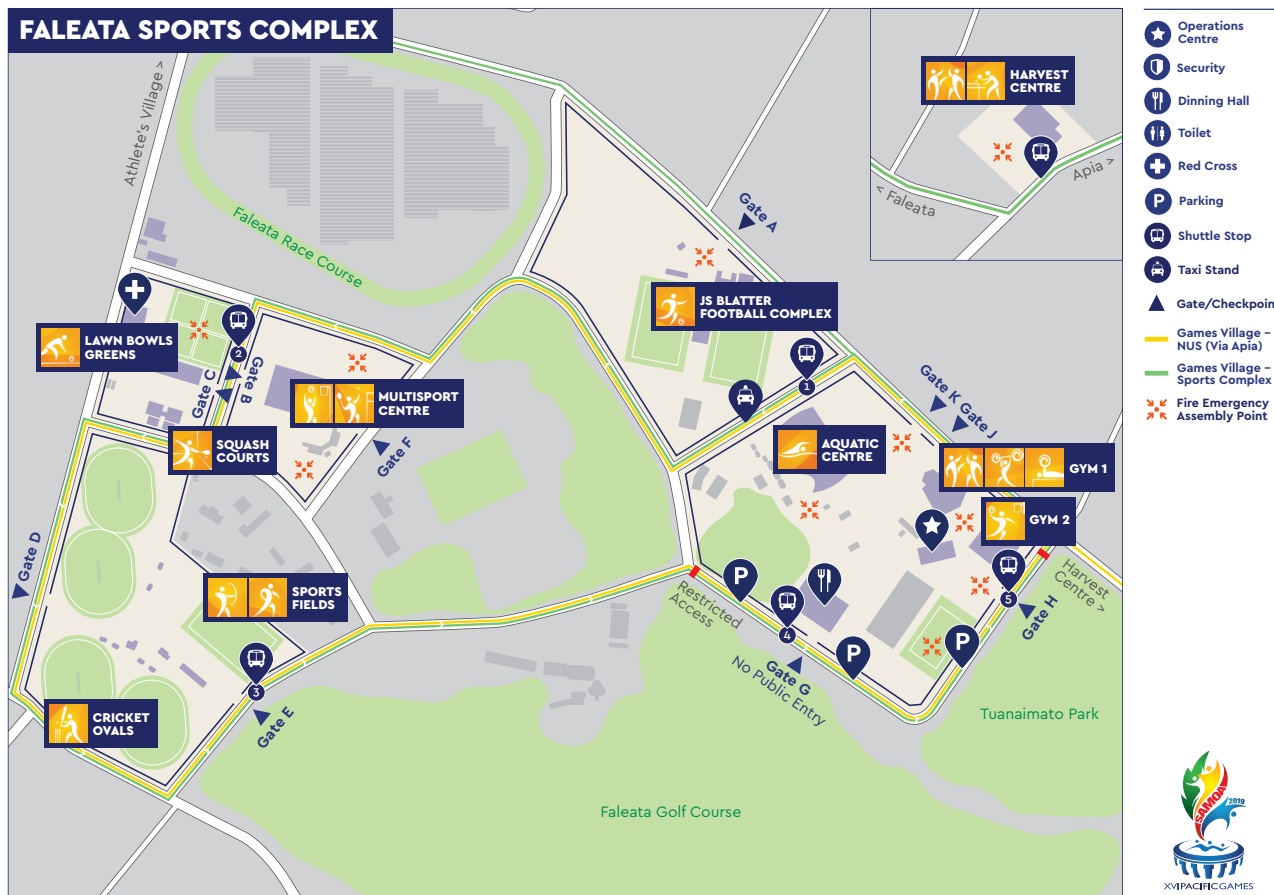 FALEATA SPORTS COMPLEX
Athlete's Village >
Faleata Race Course
HARVEST
CENTRE
Apia >
< Faleata
Gate A
JS BLATTER
FOOTBALL COMPLEX
LAWN BOWLS
GREENS
2
Gate B
Gate C
MULTISPORT
CENTRE
1
Gate K
Gate J
SQUASH
COURTS
Gate F
AQUATIC
CENTRE
GYM 1
GYM 2
Gate D
SPORTS
FIELDS
P
Restricted
Access
4
5
Harvest
Centre >
Gate H
P
P
Gate G
No Public Entry
3
Gate E
CRICKET
OVALS
Tuanaimato Park
Faleata Golf Course
Operations
Centre
Security
Dinning Hall
Toilet
Red Cross
P
Parking
Shuttle Stop
Taxi Stand
Gate/Checkpoin
Games Village –
NUS (Via Apia)
Games Village –
Sports Complex
Fire Emergency
Assembly Point
SAMOA
2019
XVIPACIFICGAMES